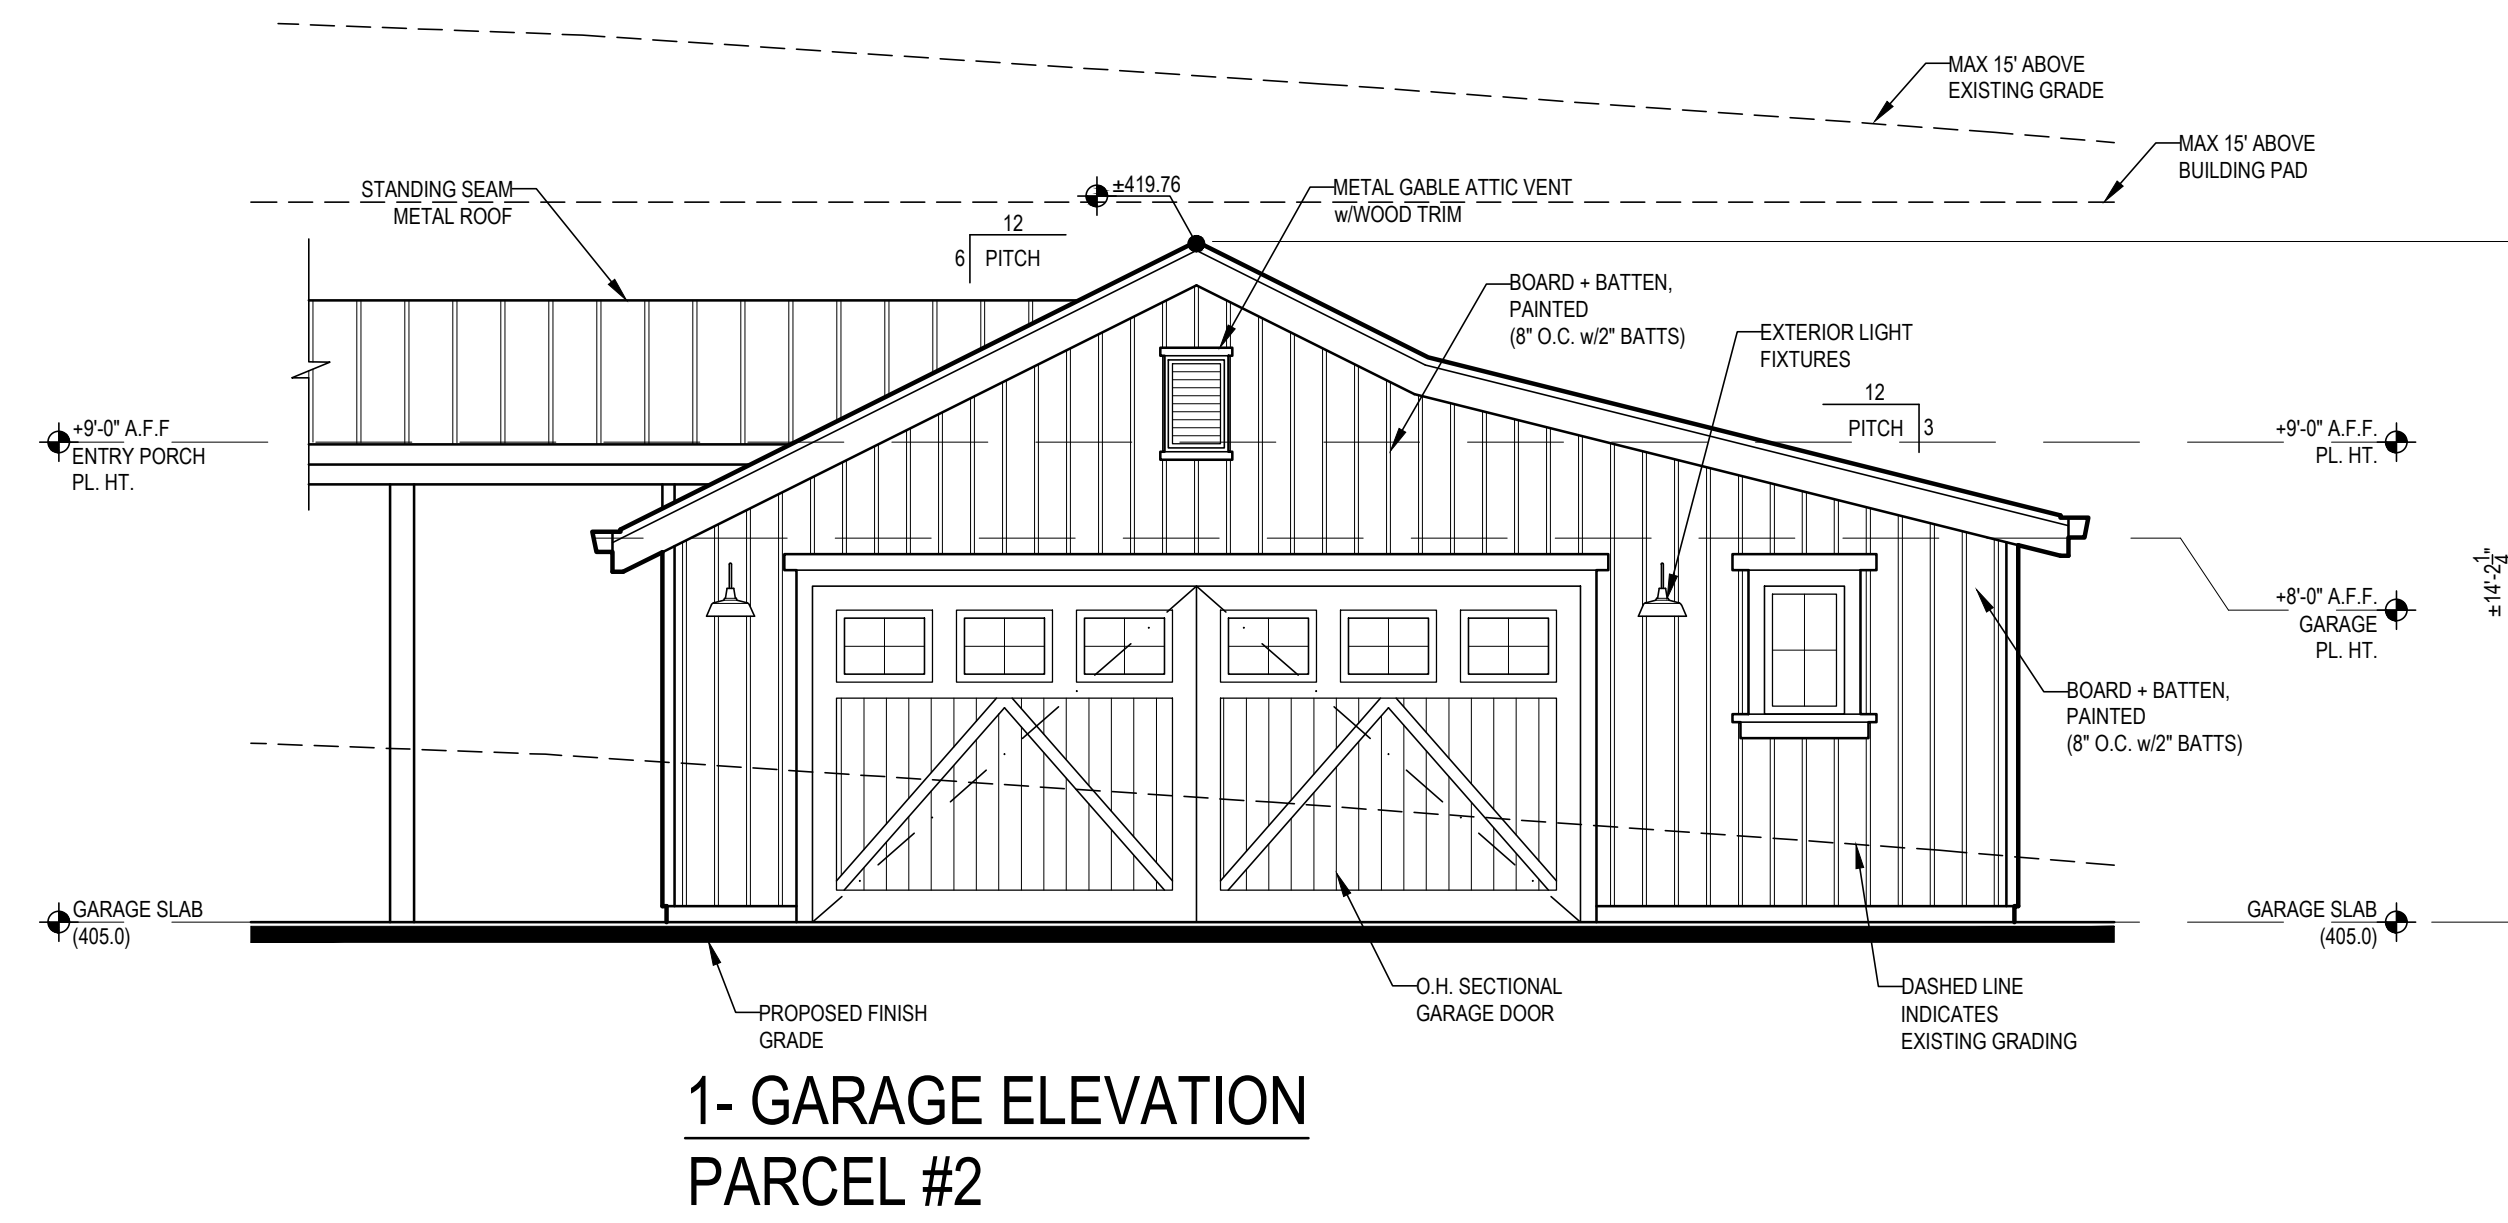 MAX 15' ABOVE
EXISTING GRADE
MAX 15' ABOVE
BUILDING PAD
STANDING SEAM
METAL ROOF
±419.76
METAL GABLE ATTIC VENT
w/WOOD TRIM
12
6 PITCH
BOARD + BATTEN,
PAINTED
(8" O.C. w/2" BATTS)
EXTERIOR LIGHT
FIXTURES
12
PITCH 3
+9'-0" A.F.F
ENTRY PORCH
PL. HT.
+9'-0" A.F.F.
PL. HT.
+8'-0" A.F.F.
GARAGE
PL. HT.
±14'-2 1/4"
BOARD + BATTEN,
PAINTED
(8" O.C. w/2" BATTS)
GARAGE SLAB
(405.0)
GARAGE SLAB
(405.0)
PROPOSED FINISH
GRADE
O.H. SECTIONAL
GARAGE DOOR
DASHED LINE
INDICATES
EXISTING GRADING
1- GARAGE ELEVATION
PARCEL #2